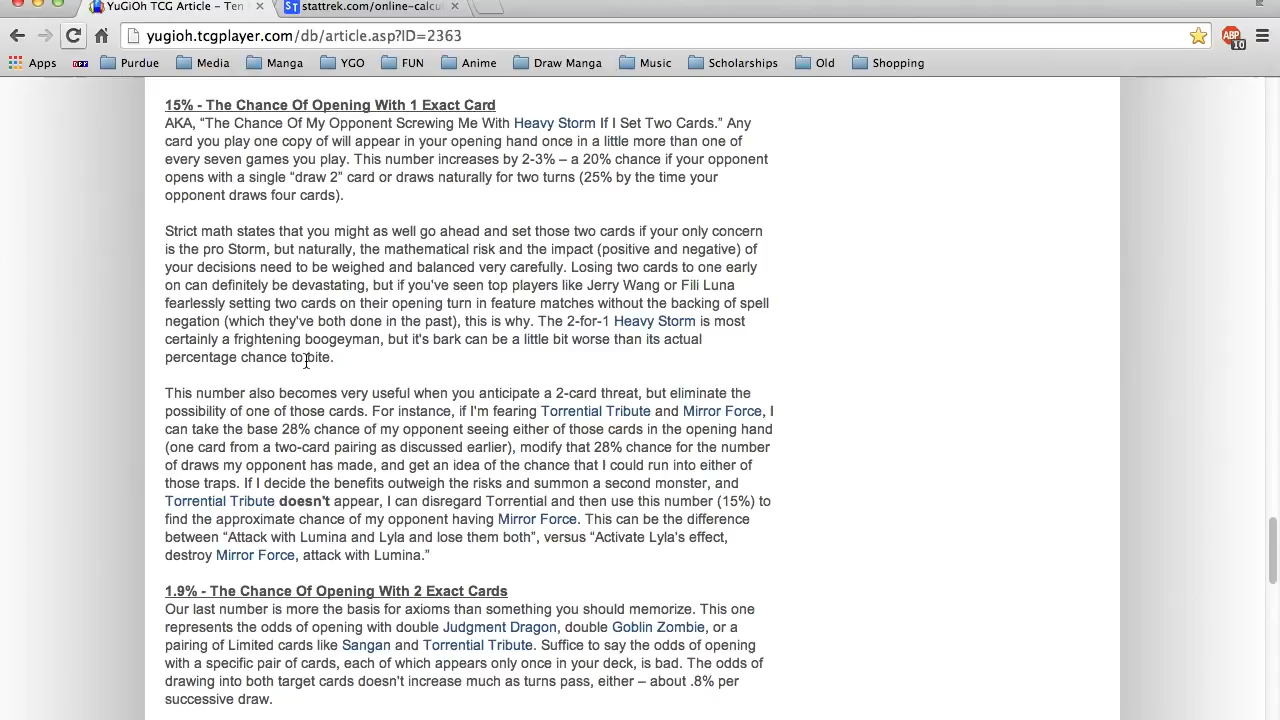 YuGiOh TCG Article – Ten
stattrek.com/online-calcu
yugioh.tcgplayer.com/db/article.asp?ID=2363
ABP
10
Apps
npr
Purdue
Media
Manga
YGO
FUN
Anime
Draw Manga
Music
Scholarships
Old
Shopping
15% - The Chance Of Opening With 1 Exact Card
AKA, “The Chance Of My Opponent Screwing Me With Heavy Storm If I Set Two Cards.” Any
card you play one copy of will appear in your opening hand once in a little more than one of
every seven games you play. This number increases by 2-3% – a 20% chance if your opponent
opens with a single “draw 2” card or draws naturally for two turns (25% by the time your
opponent draws four cards).
Strict math states that you might as well go ahead and set those two cards if your only concern
is the pro Storm, but naturally, the mathematical risk and the impact (positive and negative) of
your decisions need to be weighed and balanced very carefully. Losing two cards to one early
on can definitely be devastating, but if you've seen top players like Jerry Wang or Fili Luna
fearlessly setting two cards on their opening turn in feature matches without the backing of spell
negation (which they've both done in the past), this is why. The 2-for-1 Heavy Storm is most
certainly a frightening boogeyman, but it's bark can be a little bit worse than its actual
percentage chance to bite.
This number also becomes very useful when you anticipate a 2-card threat, but eliminate the
possibility of one of those cards. For instance, if I'm fearing Torrential Tribute and Mirror Force, I
can take the base 28% chance of my opponent seeing either of those cards in the opening hand
(one card from a two-card pairing as discussed earlier), modify that 28% chance for the number
of draws my opponent has made, and get an idea of the chance that I could run into either of
those traps. If I decide the benefits outweigh the risks and summon a second monster, and
Torrential Tribute doesn't appear, I can disregard Torrential and then use this number (15%) to
find the approximate chance of my opponent having Mirror Force. This can be the difference
between “Attack with Lumina and Lyla and lose them both”, versus “Activate Lyla's effect,
destroy Mirror Force, attack with Lumina.”
1.9% - The Chance Of Opening With 2 Exact Cards
Our last number is more the basis for axioms than something you should memorize. This one
represents the odds of opening with double Judgment Dragon, double Goblin Zombie, or a
pairing of Limited cards like Sangan and Torrential Tribute. Suffice to say the odds of opening
with a specific pair of cards, each of which appears only once in your deck, is bad. The odds of
drawing into both target cards doesn't increase much as turns pass, either – about .8% per
successive draw.